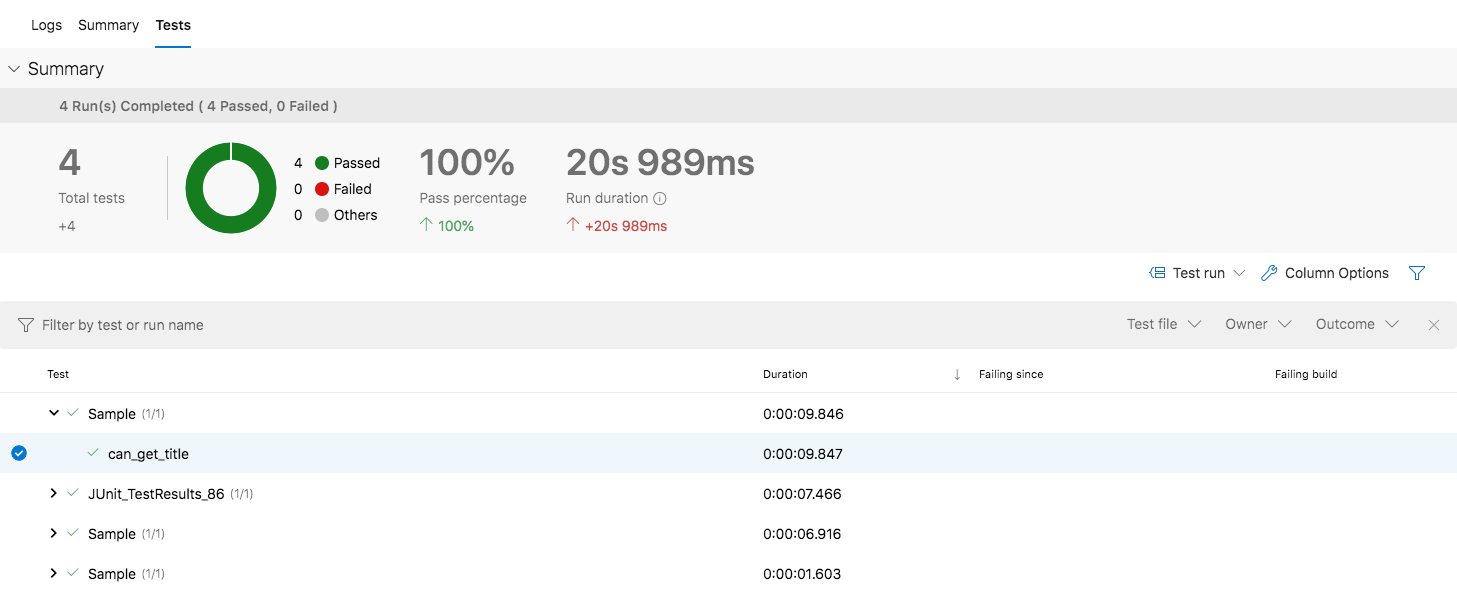 Logs Summary Tests
Summary
4 Run(s) Completed ( 4 Passed, 0 Failed )
4
Total tests
+4
4 Passed
0 Failed
0 Others
100%
Pass percentage
100%
20s 989ms
Run duration
+20s 989ms
Test run Column Options
Filter by test or run name Test file Owner Outcome
Test Duration Failing since Failing build
Sample (1/1) 0:00:09.846
can_get_title 0:00:09.847
JUnit_TestResults_86 (1/1) 0:00:07.466
Sample (1/1) 0:00:06.916
Sample (1/1) 0:00:01.603